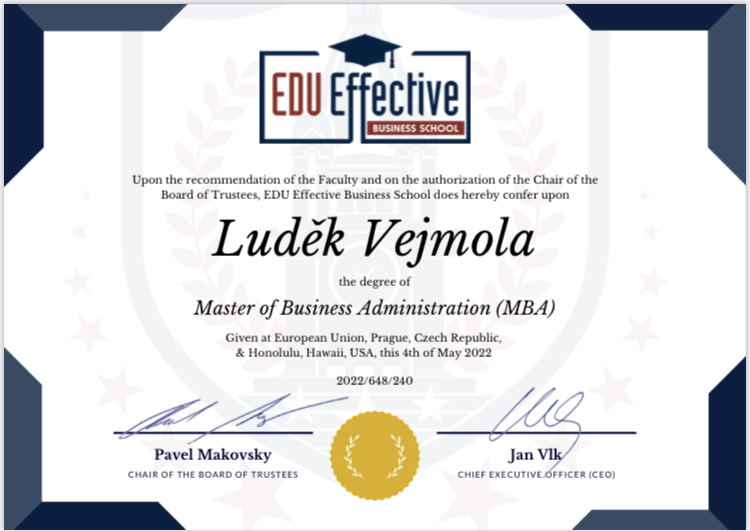 EDU Effective
BUSINESS SCHOOL
Upon the recommendation of the Faculty and on the authorization of the Chair of the
Board of Trustees, EDU Effective Business School does hereby confer upon
Luděk Vejmola
the degree of
Master of Business Administration (MBA)
Given at European Union, Prague, Czech Republic,
& Honolulu, Hawaii, USA, this 4th of May 2022
2022/648/240
Pavel Makovsky
CHAIR OF THE BOARD OF TRUSTEES
Jan Vlk
CHIEF EXECUTIVE OFFICER (CEO)